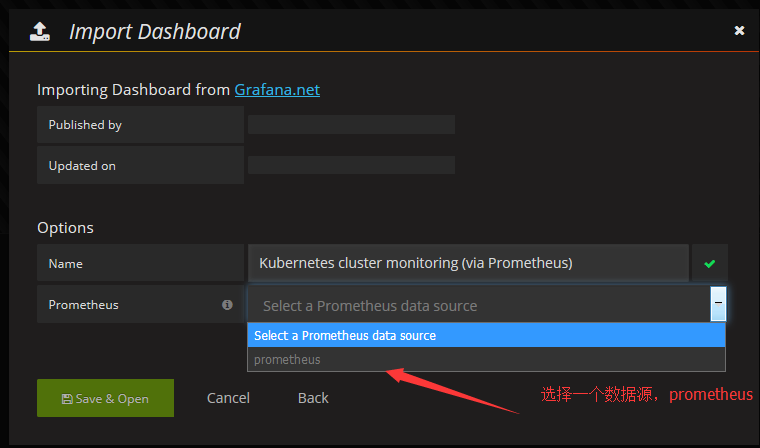 Import Dashboard
Importing Dashboard from Grafana.net
Published by
Updated on
Options
Name
Kubernetes cluster monitoring (via Prometheus)
Prometheus
Select a Prometheus data source
Select a Prometheus data source
prometheus
选择一个数据源，prometheus
Save & Open
Cancel
Back